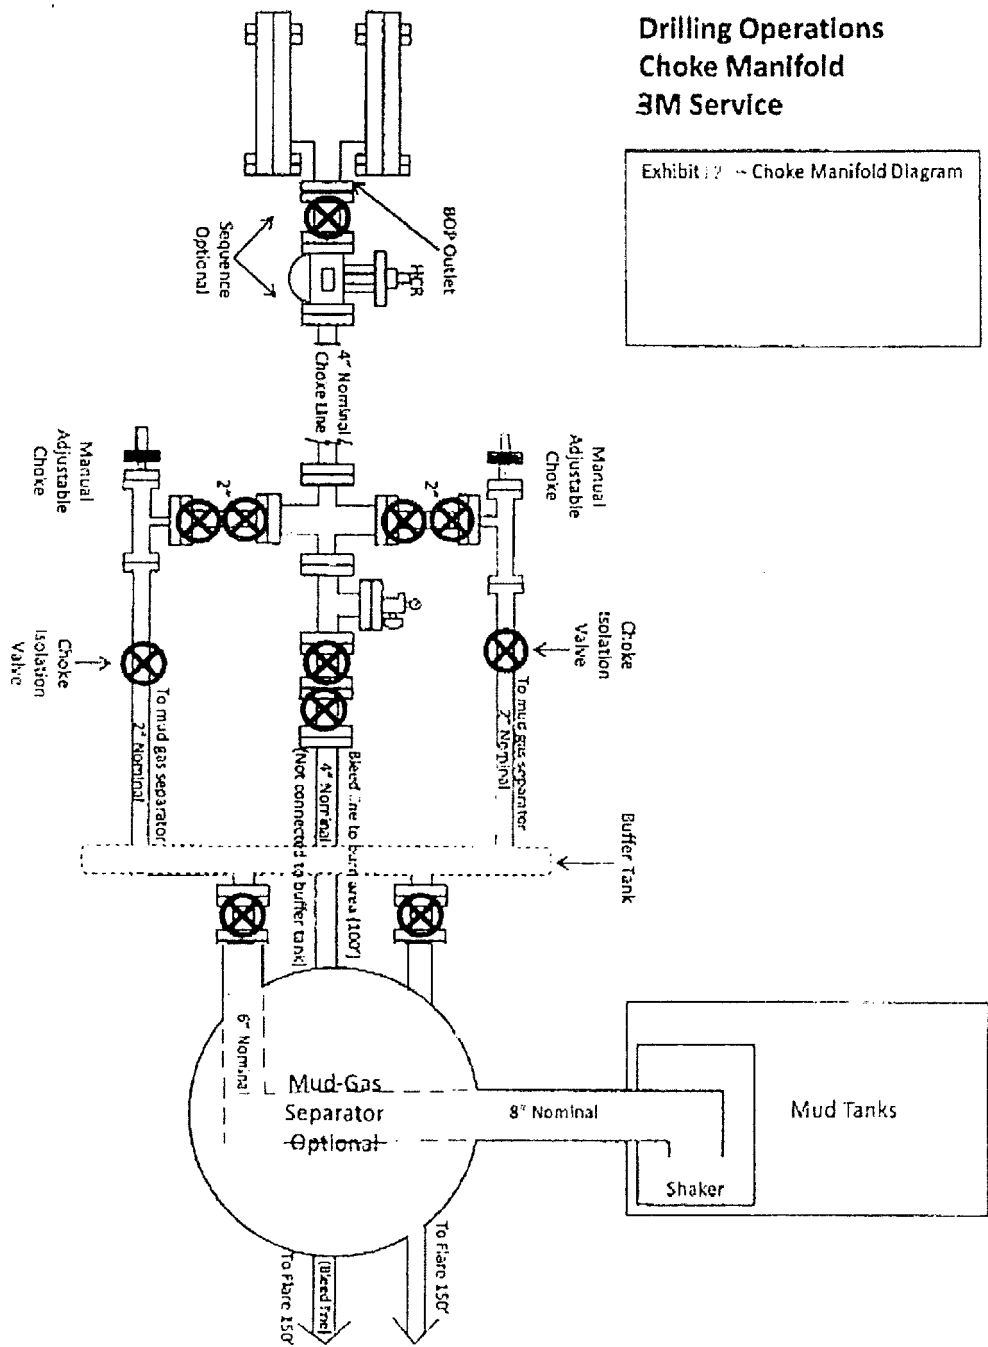 Drilling Operations
Choke Manifold
3M Service
Exhibit 12 -- Choke Manifold Diagram
BOP Outlet
HCR
Sequence
Optional
4" Nominal
Choke Line
Manual
Adjustable
Choke
2"
2"
Manual
Adjustable
Choke
Choke
Isolation
Valve
Choke
Isolation
Valve
To mud gas separator
2" Nominal
Bleed line to burn area (100')
4" Nominal
(Not connected to buffer tank)
To mud gas separator
2" Nominal
Buffer Tank
6" Nominal
Mud-Gas
Separator
Optional
8" Nominal
Mud Tanks
Shaker
To Flare 150'
(Bleed line)
To Flare 150'